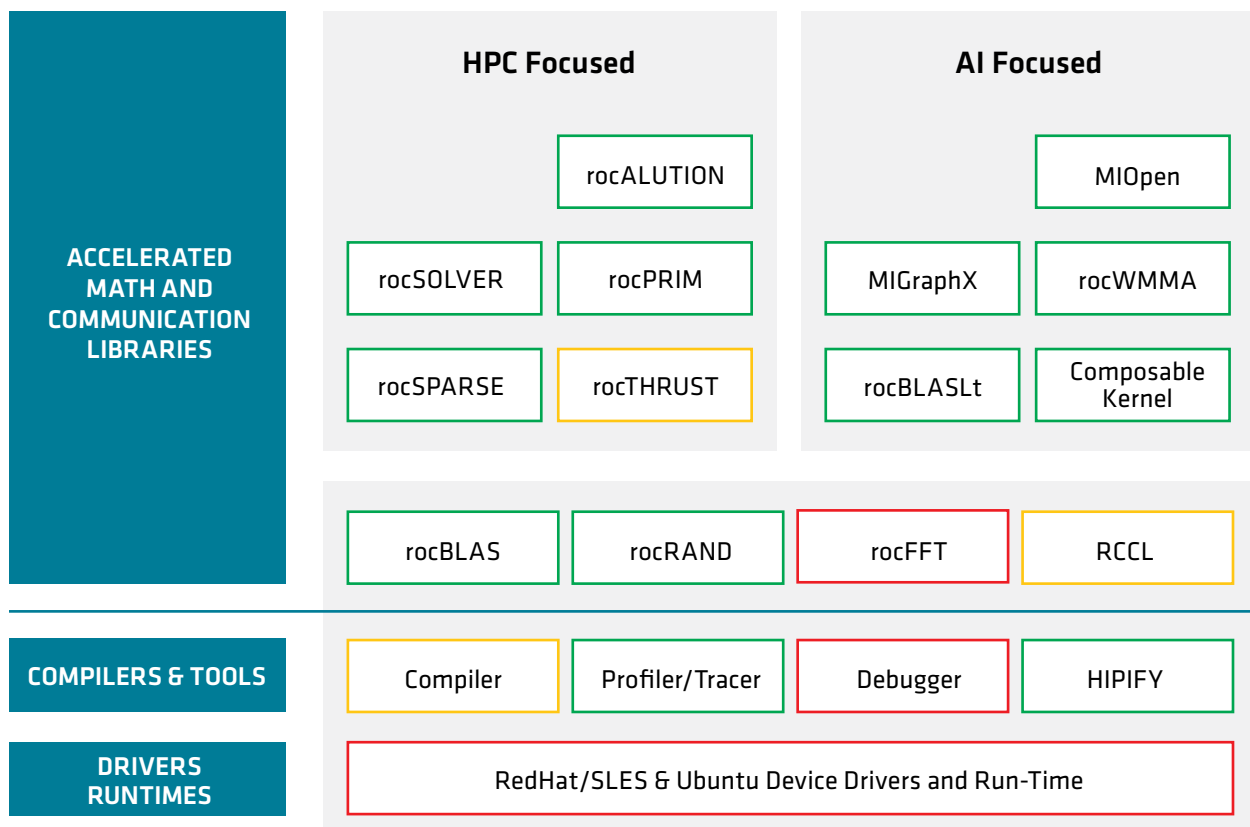 HPC Focused
AI Focused
ACCELERATED
MATH AND
COMMUNICATION
LIBRARIES
rocALUTION
MIOpen
rocSOLVER
rocPRIM
MIGraphX
rocWMMA
rocSPARSE
rocTHRUST
rocBLASLt
Composable
Kernel
rocBLAS
rocRAND
rocFFT
RCCL
COMPILERS & TOOLS
Compiler
Profiler/Tracer
Debugger
HIPIFY
DRIVERS
RUNTIMES
RedHat/SLES & Ubuntu Device Drivers and Run-Time